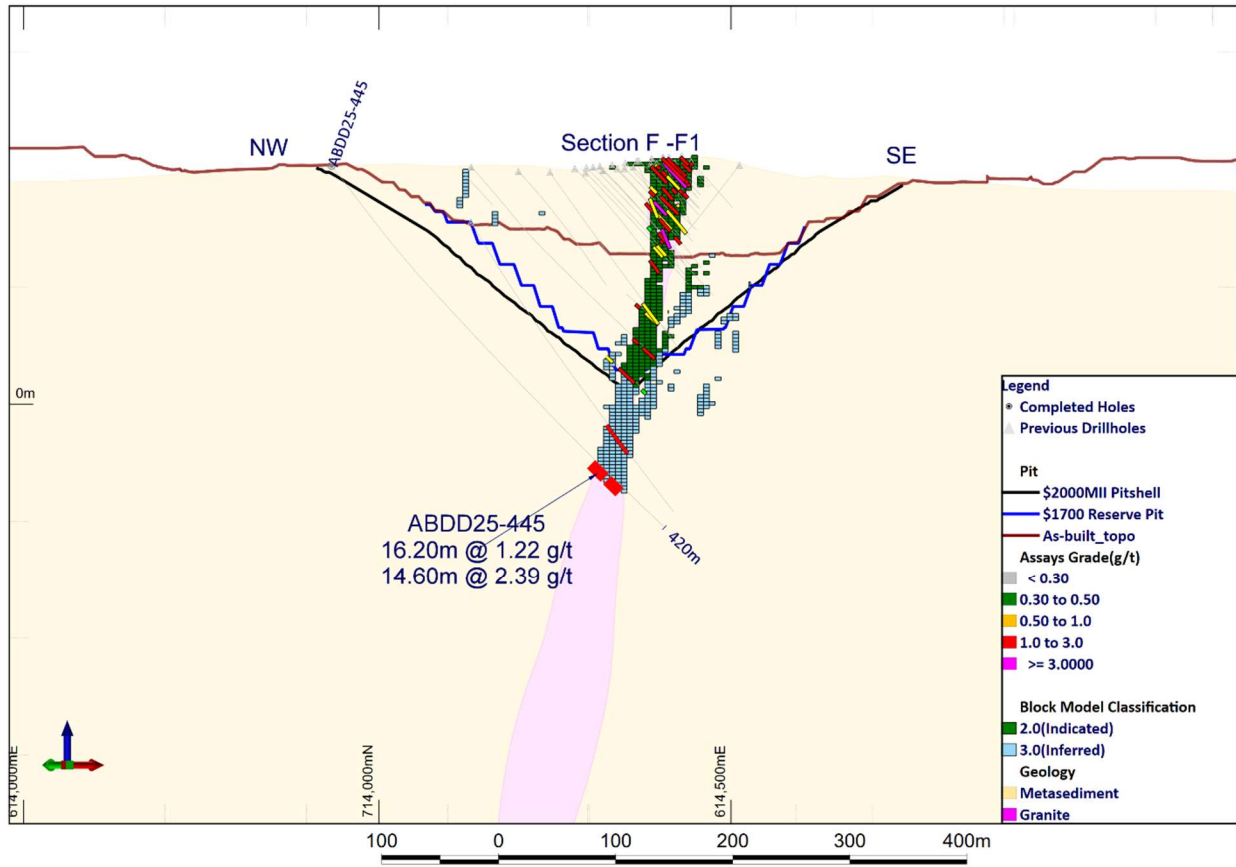 ABDD25-445
NW
Section F -F1
SE
0m
ABDD25-445
16.20m @ 1.22 g/t
14.60m @ 2.39 g/t
420m
Legend
Completed Holes
Previous Drillholes
Pit
$2000MII Pitshell
$1700 Reserve Pit
As-built_topo
Assays Grade(g/t)
< 0.30
0.30 to 0.50
0.50 to 1.0
1.0 to 3.0
>= 3.0000
Block Model Classification
2.0(Indicated)
3.0(Inferred)
Geology
Metasediment
Granite
614,000mE
714,000mN
614,500mE
100 0 100 200 300 400m